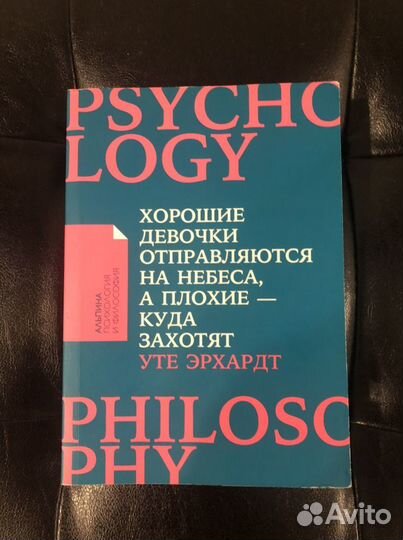 PSYCHO
LOGY
ХОРОШИЕ
ДЕВОЧКИ
ОТПРАВЛЯЮТСЯ
НА НЕБЕСА,
А ПЛОХИЕ —
КУДА
ЗАХОТЯТ
УТЕ ЭРХАРДТ
АЛЬПИНА
ПСИХОЛОГИЯ
И ФИЛОСОФИЯ
PHILOSO
PHY
Avito